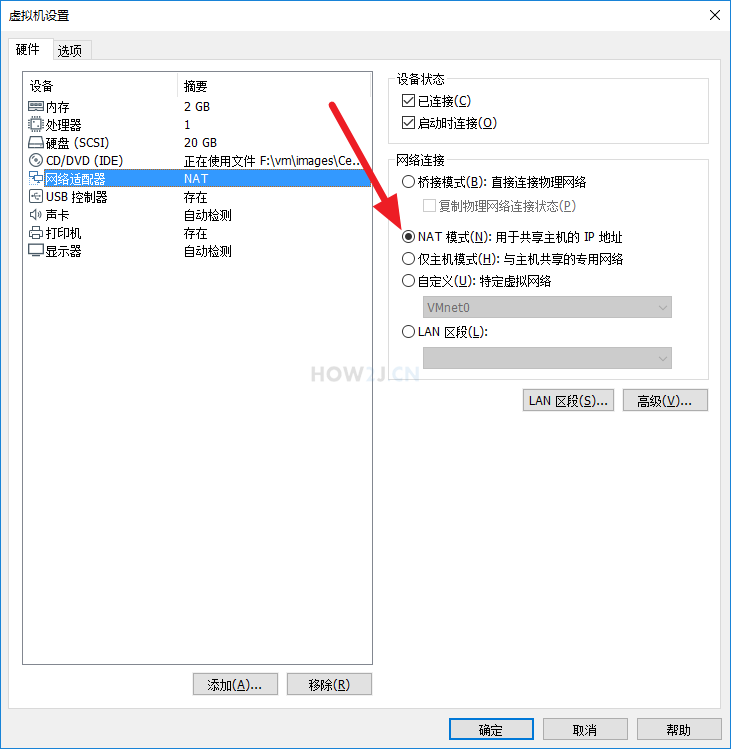 虚拟机设置
硬件 选项
设备 摘要
内存 2 GB
处理器 1
硬盘 (SCSI) 20 GB
CD/DVD (IDE) 正在使用文件 F:\vm\images\Ce...
网络适配器 NAT
USB 控制器 存在
声卡 自动检测
打印机 存在
显示器 自动检测
添加(A)... 移除(R)
设备状态
已连接(C)
启动时连接(O)
网络连接
桥接模式(B): 直接连接物理网络
复制物理网络连接状态(P)
NAT 模式(N): 用于共享主机的 IP 地址
仅主机模式(H): 与主机共享的专用网络
自定义(U): 特定虚拟网络
VMnet0
LAN 区段(L):
LAN 区段(S)... 高级(V)...
HOW2J.CN
确定 取消 帮助